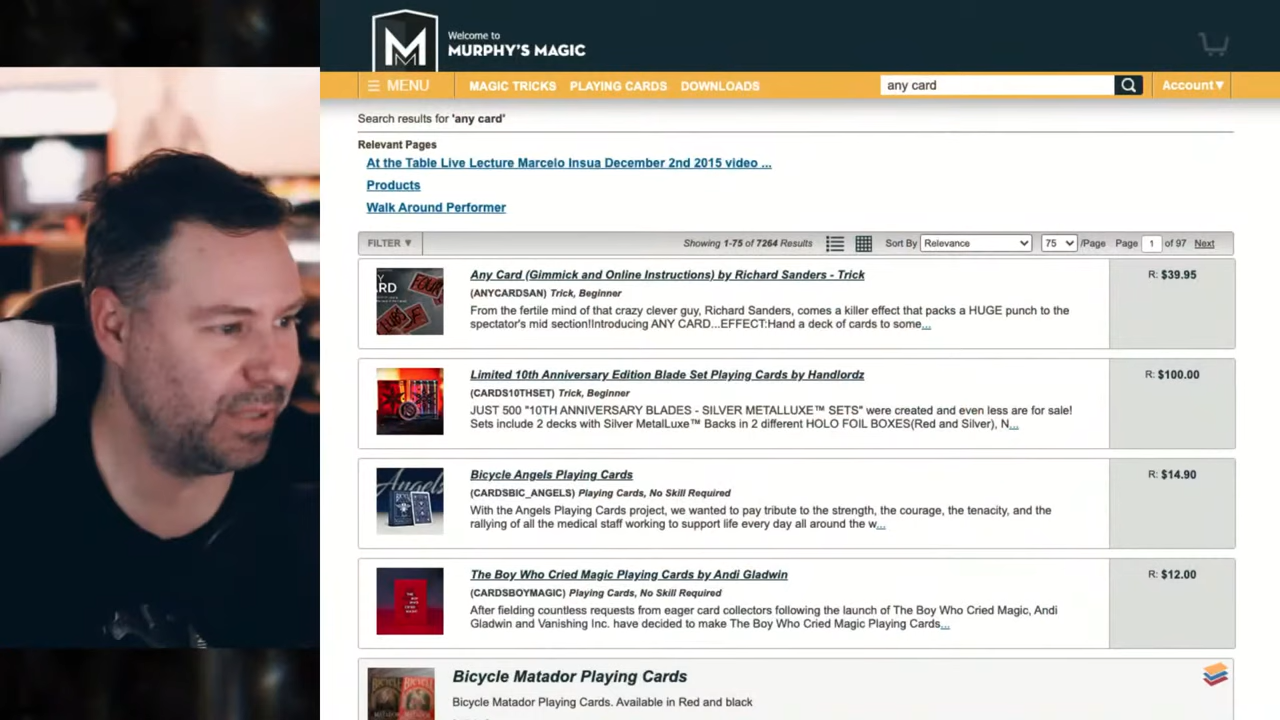 Welcome to
MURPHY'S MAGIC
☰ MENU
MAGIC TRICKS
PLAYING CARDS
DOWNLOADS
any card
Account▼
Search results for 'any card'
Relevant Pages
At the Table Live Lecture Marcelo Insua December 2nd 2015 video ...
Products
Walk Around Performer
FILTER ▼
Showing 1-75 of 7264 Results
Sort By Relevance
75 /Page
Page 1 of 97 Next
Any Card (Gimmick and Online Instructions) by Richard Sanders - Trick
R: $39.95
(ANYCARDSAN) Trick, Beginner
From the fertile mind of that crazy clever guy, Richard Sanders, comes a killer effect that packs a HUGE punch to the
spectator's mid section!Introducing ANY CARD...EFFECT:Hand a deck of cards to some...
Limited 10th Anniversary Edition Blade Set Playing Cards by Handlordz
R: $100.00
(CARDS10THSET) Trick, Beginner
JUST 500 "10TH ANNIVERSARY BLADES - SILVER METALLUXE™ SETS" were created and even less are for sale!
Sets include 2 decks with Silver MetalLuxe™ Backs in 2 different HOLO FOIL BOXES(Red and Silver), N...
Angels
Bicycle Angels Playing Cards
R: $14.90
(CARDSBIC_ANGELS) Playing Cards, No Skill Required
With the Angels Playing Cards project, we wanted to pay tribute to the strength, the courage, the tenacity, and the
rallying of all the medical staff working to support life every day all around the w...
The Boy Who Cried Magic Playing Cards by Andi Gladwin
R: $12.00
(CARDSBOYMAGIC) Playing Cards, No Skill Required
After fielding countless requests from eager card collectors following the launch of The Boy Who Cried Magic, Andi
Gladwin and Vanishing Inc. have decided to make The Boy Who Cried Magic Playing Cards...
Bicycle Matador Playing Cards
Bicycle Matador Playing Cards. Available in Red and black